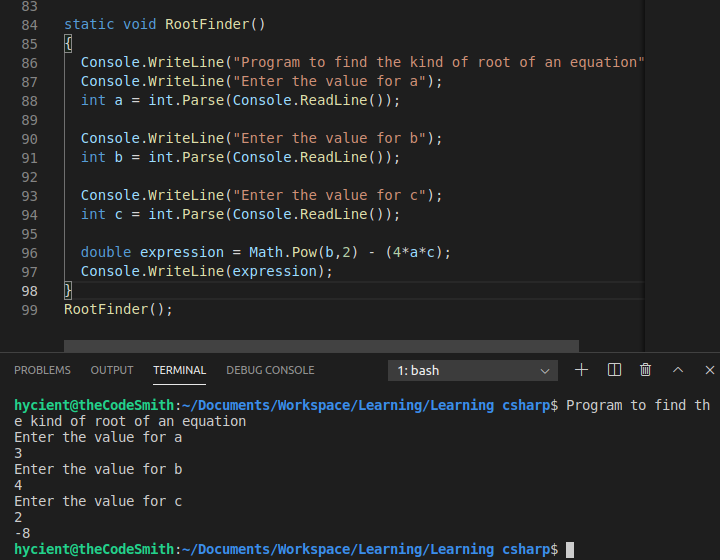 83
84 static void RootFinder()
85 {
86 Console.WriteLine("Program to find the kind of root of an equation"
87 Console.WriteLine("Enter the value for a");
88 int a = int.Parse(Console.ReadLine());
89
90 Console.WriteLine("Enter the value for b");
91 int b = int.Parse(Console.ReadLine());
92
93 Console.WriteLine("Enter the value for c");
94 int c = int.Parse(Console.ReadLine());
95
96 double expression = Math.Pow(b,2) - (4*a*c);
97 Console.WriteLine(expression);
98 }
99 RootFinder();
PROBLEMS OUTPUT TERMINAL DEBUG CONSOLE 1: bash
hycient@theCodeSmith:~/Documents/Workspace/Learning/Learning csharp$ Program to find th
e kind of root of an equation
Enter the value for a
3
Enter the value for b
4
Enter the value for c
2
-8
hycient@theCodeSmith:~/Documents/Workspace/Learning/Learning csharp$